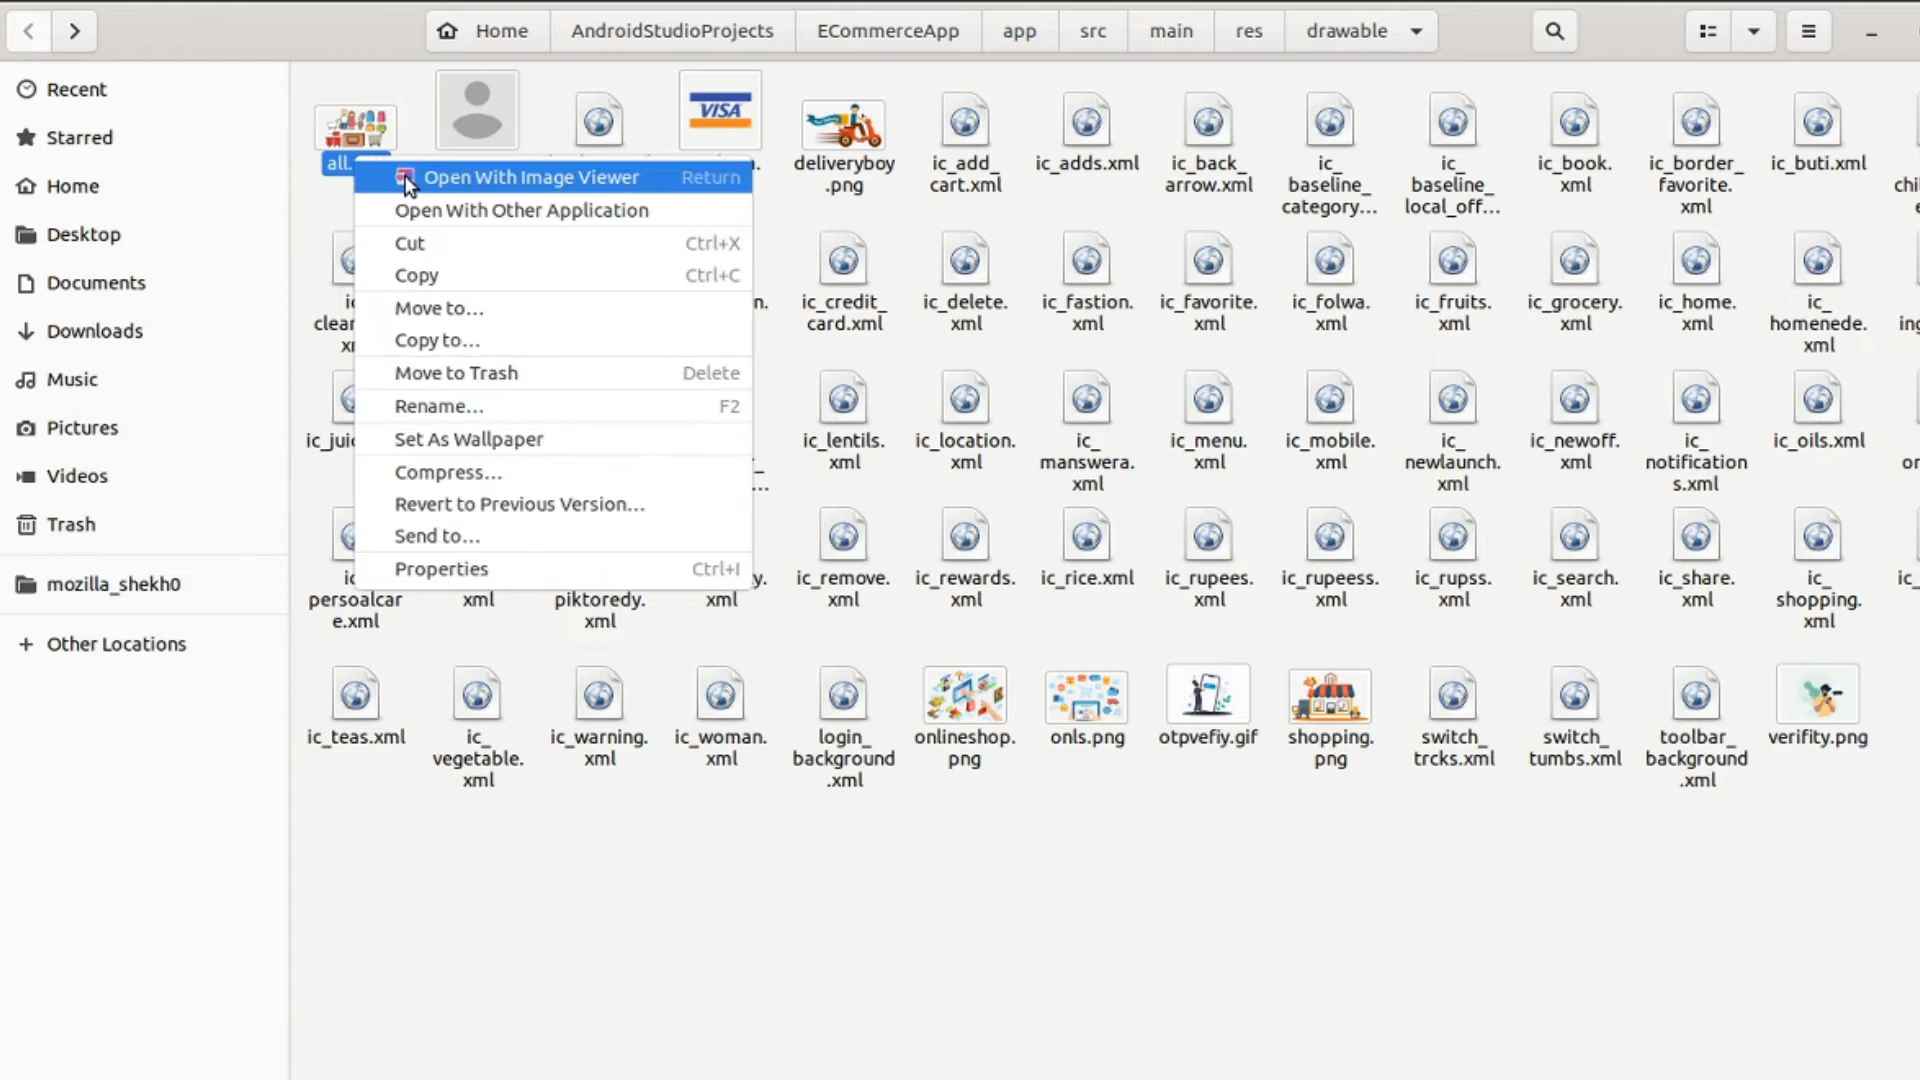 Home AndroidStudioProjects ECommerceApp app src main res drawable
Recent
Starred
Home
Desktop
Documents
Downloads
Music
Pictures
Videos
Trash
mozilla_shekh0
+ Other Locations
all.
VISA
deliveryboy
.png
ic_add_
cart.xml
ic_adds.xml
ic_back_
arrow.xml
ic_
baseline_
category...
ic_
baseline_
local_off...
ic_book.
xml
ic_border_
favorite.
xml
ic_buti.xml
Open With Image Viewer Return
Open With Other Application
Cut Ctrl+X
Copy Ctrl+C
Move to...
Copy to...
Move to Trash Delete
Rename... F2
Set As Wallpaper
Compress...
Revert to Previous Version...
Send to...
Properties Ctrl+I
ic_credit_
card.xml
ic_delete.
xml
ic_fastion.
xml
ic_favorite.
xml
ic_folwa.
xml
ic_fruits.
xml
ic_grocery.
xml
ic_home.
xml
ic_
homenede.
xml
ic_lentils.
xml
ic_location.
xml
ic_
manswera.
xml
ic_menu.
xml
ic_mobile.
xml
ic_
newlaunch.
xml
ic_newoff.
xml
ic_
notification
s.xml
ic_oils.xml
persoalcar
e.xml
xml
piktoredy.
xml
xml
ic_remove.
xml
ic_rewards.
xml
ic_rice.xml
ic_rupees.
xml
ic_rupeess.
xml
ic_rupss.
xml
ic_search.
xml
ic_share.
xml
ic_
shopping.
xml
ic_teas.xml
ic_
vegetable.
xml
ic_warning.
xml
ic_woman.
xml
login_
background
.xml
onlineshop.
png
onls.png
otpvefiy.gif
shopping.
png
switch_
trcks.xml
switch_
tumbs.xml
toolbar_
background
.xml
verifity.png